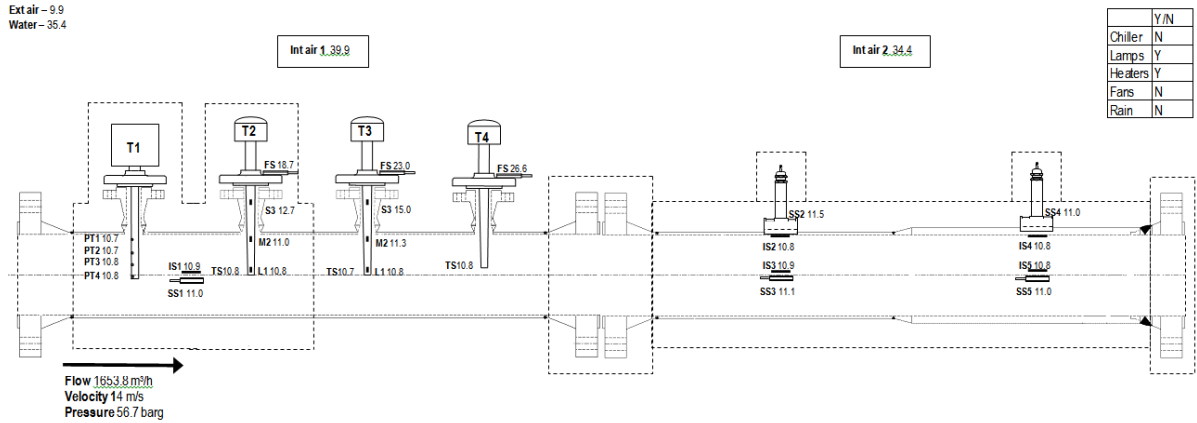 Ext air – 9.9
Water – 35.4
Int air 1 39.9
Int air 2 34.4
Y/N
Chiller N
Lamps Y
Heaters Y
Fans N
Rain N
T1
T2
T3
T4
FS 18.7
FS 23.0
FS 26.6
S3 12.7
S3 15.0
SS2 11.5
SS4 11.0
PT1 10.7
PT2 10.7
PT3 10.8
PT4 10.8
M2 11.0
M2 11.3
IS2 10.8
IS4 10.8
IS1 10.9
TS10.8
L1 10.8
TS10.7
L1 10.8
TS10.8
IS3 10.9
IS5 10.8
SS1 11.0
SS3 11.1
SS5 11.0
Flow 1653.8 m³/h
Velocity 14 m/s
Pressure 56.7 barg